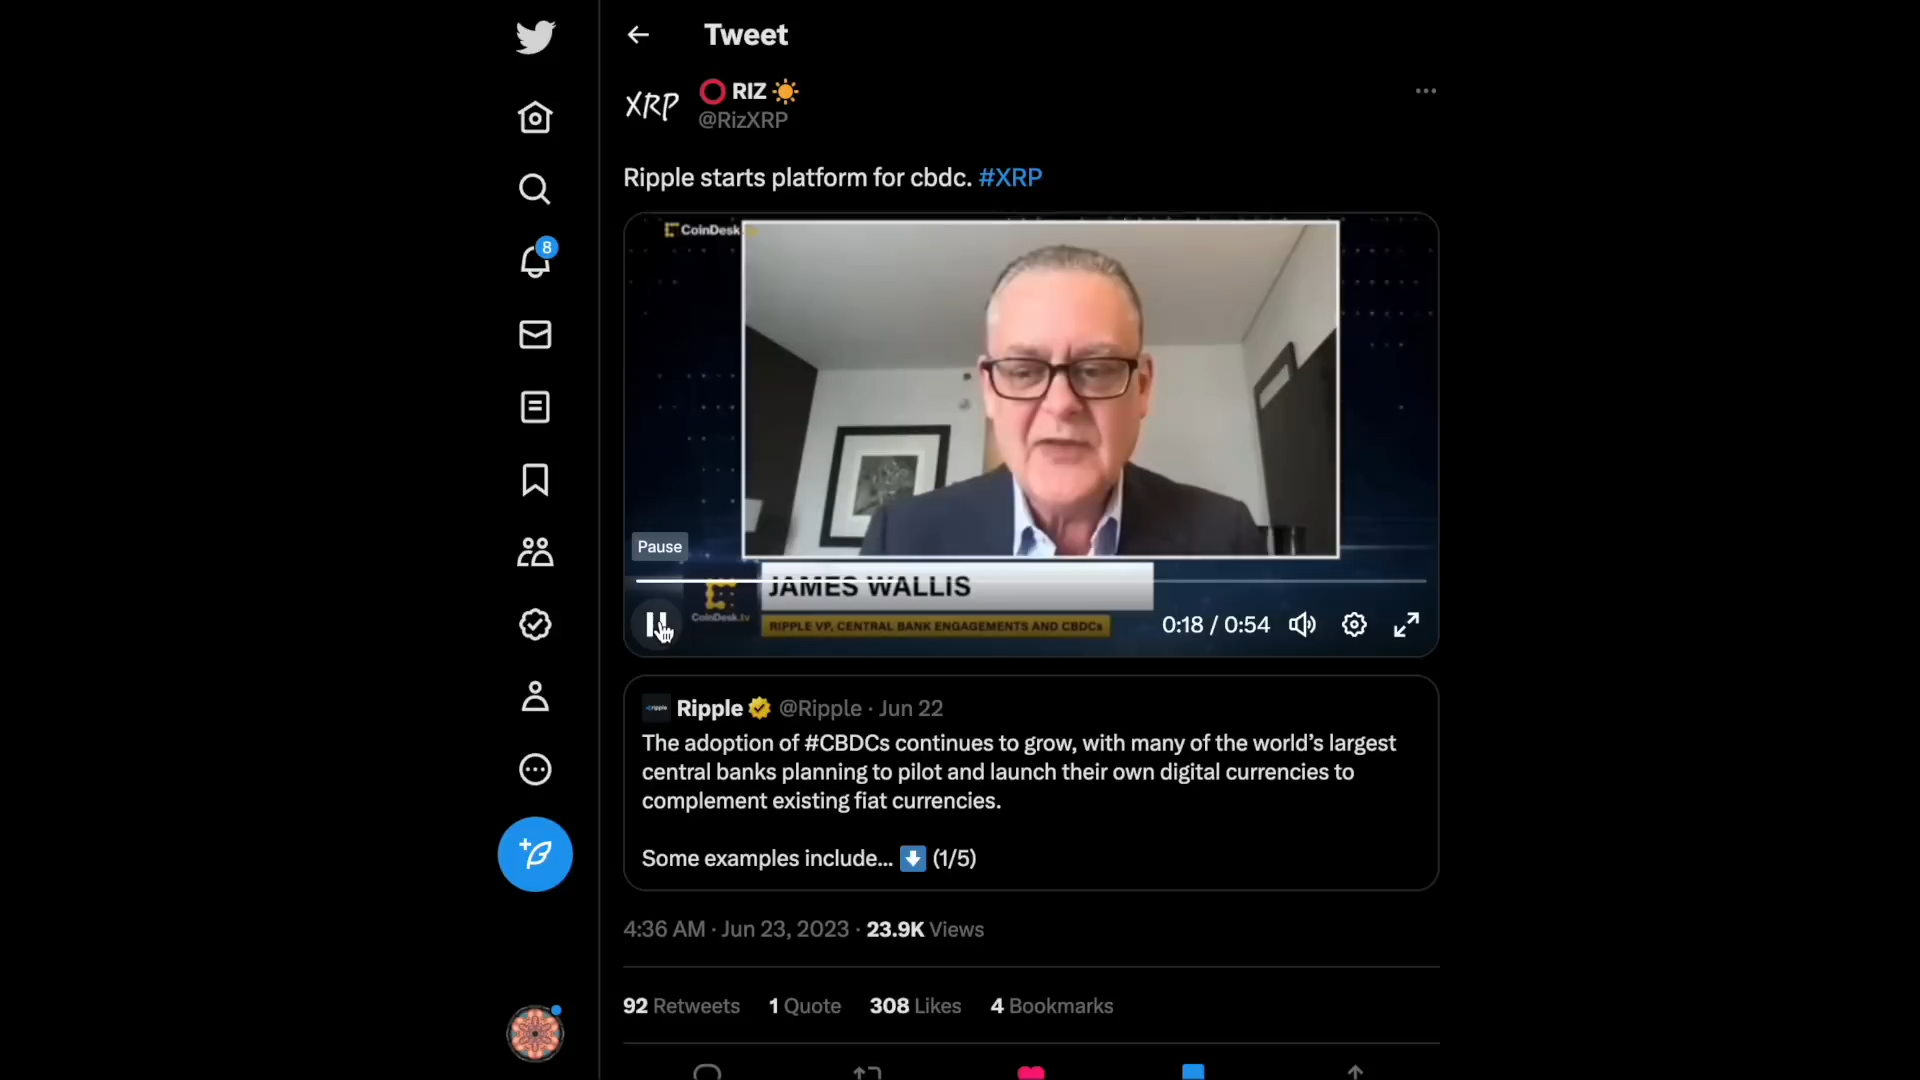 Tweet
XRP
RIZ
@RizXRP
Ripple starts platform for cbdc. #XRP
CoinDesk
Pause
JAMES WALLIS
CoinDesk.tv
RIPPLE VP, CENTRAL BANK ENGAGEMENTS AND CBDCs
0:18 / 0:54
8
ripple
Ripple @Ripple · Jun 22
The adoption of #CBDCs continues to grow, with many of the world’s largest
central banks planning to pilot and launch their own digital currencies to
complement existing fiat currencies.
Some examples include... (1/5)
4:36 AM · Jun 23, 2023 · 23.9K Views
92 Retweets 1 Quote 308 Likes 4 Bookmarks